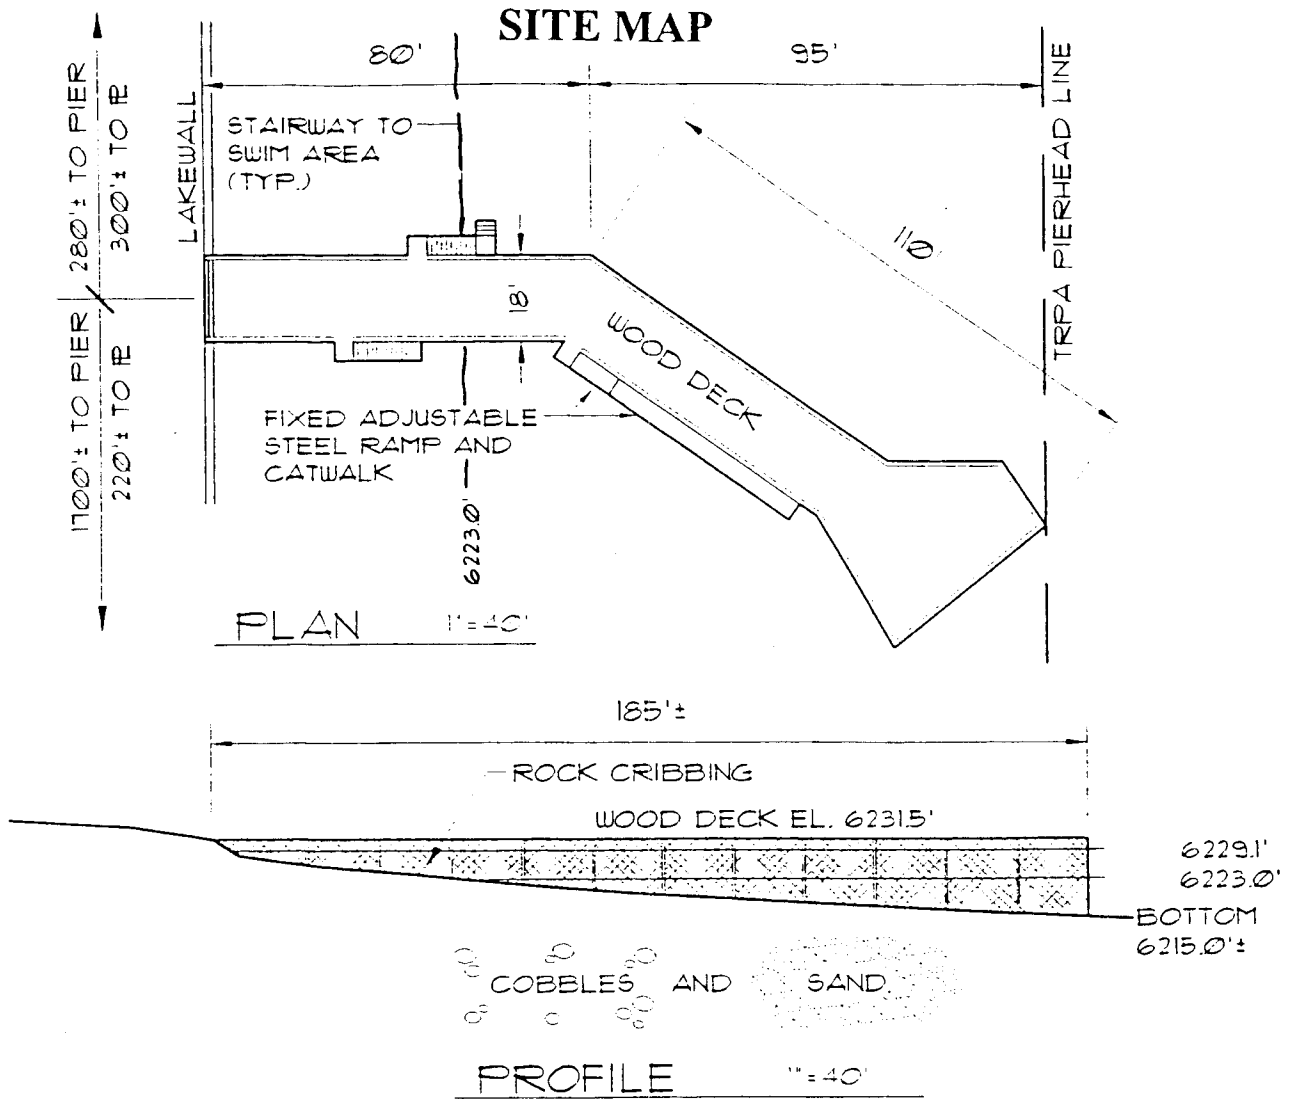 SITE MAP
80'
95'
280'± TO PIER
300'± TO PL
LAKEWALL
STAIRWAY TO
SWIM AREA
(TYP.)
TRPA PIERHEAD LINE
110'
18'
WOOD DECK
1700'± TO PIER
220'± TO PL
FIXED ADJUSTABLE
STEEL RAMP AND
CATWALK
6223.0'
PLAN 1"=40'
185'±
ROCK CRIBBING
WOOD DECK EL. 6231.5'
6229.1'
6223.0'
BOTTOM
6215.0'±
COBBLES AND SAND
PROFILE 1"=40'